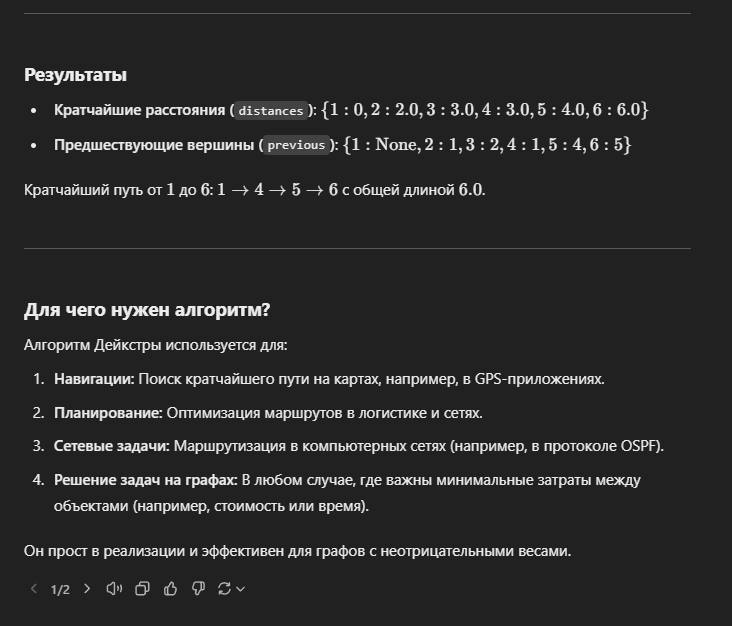 Результаты
• Кратчайшие расстояния (distances): {1 : 0, 2 : 2.0, 3 : 3.0, 4 : 3.0, 5 : 4.0, 6 : 6.0}
• Предшествующие вершины (previous): {1 : None, 2 : 1, 3 : 2, 4 : 1, 5 : 4, 6 : 5}
Кратчайший путь от 1 до 6: 1 → 4 → 5 → 6 с общей длиной 6.0.
Для чего нужен алгоритм?
Алгоритм Дейкстры используется для:
1. Навигации: Поиск кратчайшего пути на картах, например, в GPS-приложениях.
2. Планирование: Оптимизация маршрутов в логистике и сетях.
3. Сетевые задачи: Маршрутизация в компьютерных сетях (например, в протоколе OSPF).
4. Решение задач на графах: В любом случае, где важны минимальные затраты между
объектами (например, стоимость или время).
Он прост в реализации и эффективен для графов с неотрицательными весами.
1/2